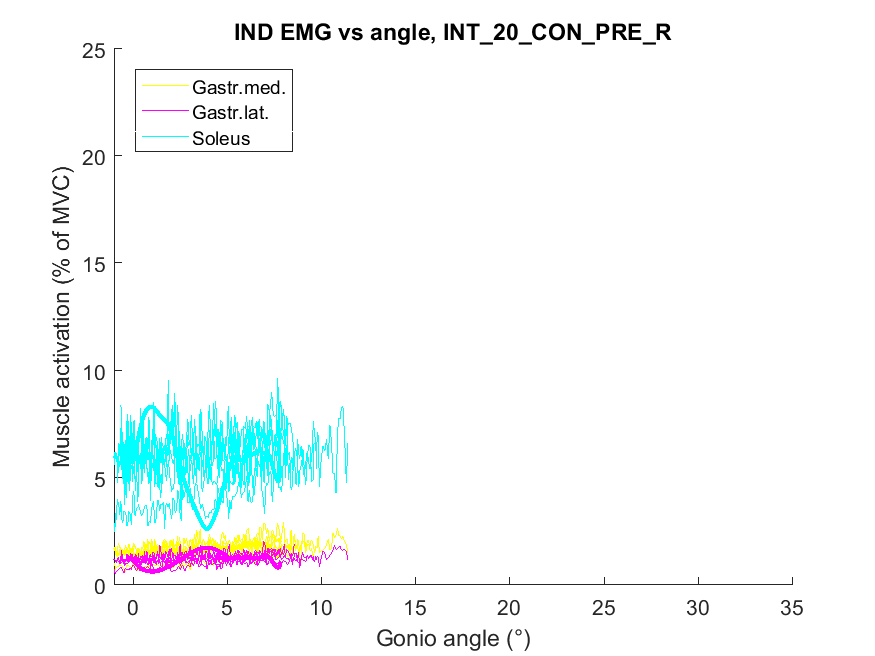 IND EMG vs angle, INT_20_CON_PRE_R
25
20
15
10
5
0
Muscle activation (% of MVC)
Gastr.med.
Gastr.lat.
Soleus
0 5 10 15 20 25 30 35
Gonio angle (°)